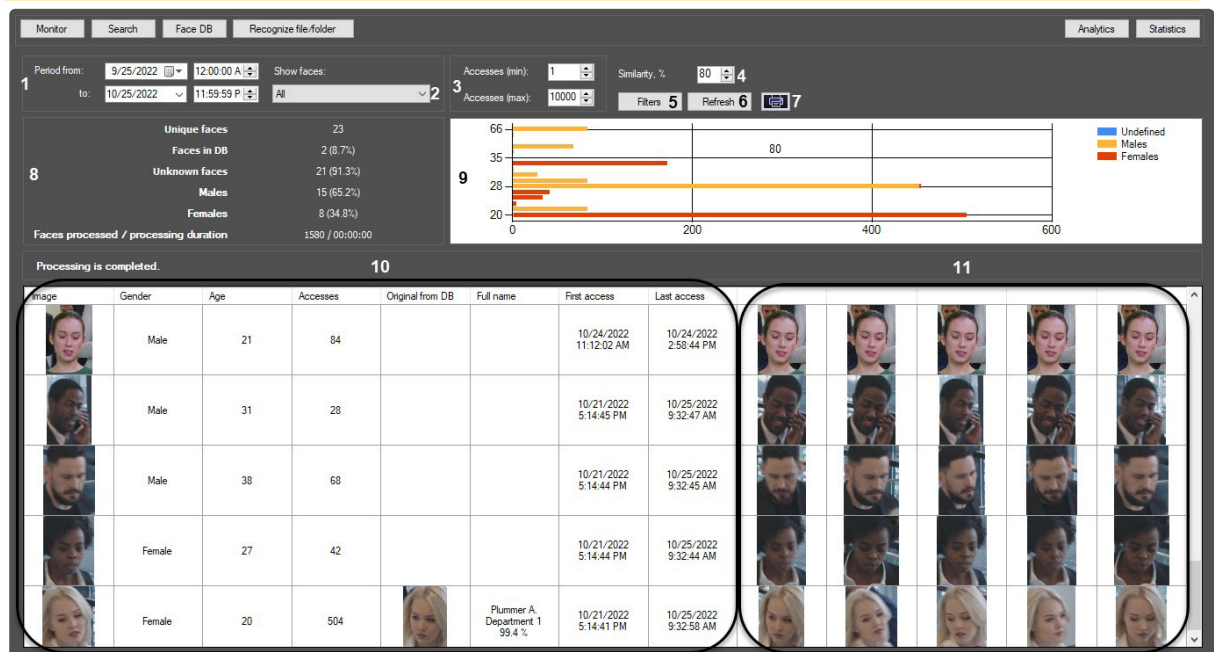 Monitor Search Face DB Recognize file/folder Analytics Statistics
1 Period from: 9/25/2022 12:00:00 A Show faces:
to: 10/25/2022 11:59:59 P All 2
3 Accesses (min): 1
Accesses (max): 10000
Similarity, % 80 4
Filters 5 Refresh 6 7
8
Unique faces 23
Faces in DB 2 (8.7%)
Unknown faces 21 (91.3%)
Males 15 (65.2%)
Females 8 (34.8%)
Faces processed / processing duration 1580 / 00:00:00
9
66
35
28
20
80
0 200 400 600
Undefined
Males
Females
Processing is completed. 10 11
Image Gender Age Accesses Original from DB Full name First access Last access
Male 21 84 10/24/2022 11:12:02 AM 10/24/2022 2:58:44 PM
Male 31 28 10/21/2022 5:14:45 PM 10/25/2022 9:32:47 AM
Male 38 68 10/21/2022 5:14:44 PM 10/25/2022 9:32:45 AM
Female 27 42 10/21/2022 5:14:44 PM 10/25/2022 9:32:44 AM
Female 20 504 Plummer A. Department 1 99.4 % 10/21/2022 5:14:41 PM 10/25/2022 9:32:58 AM